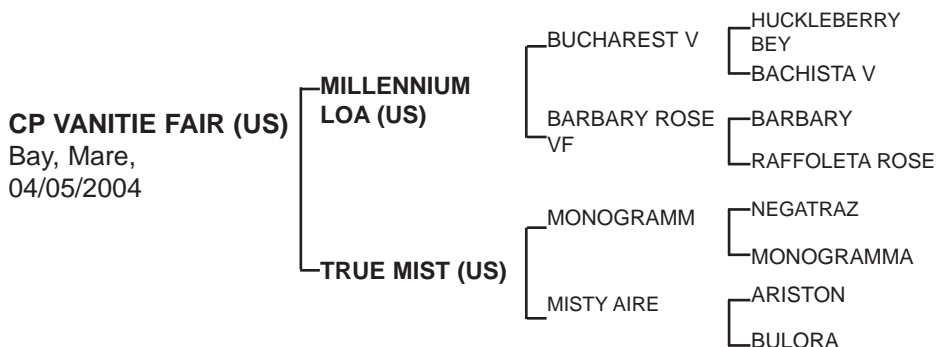 CP VANITIE FAIR (US)
Bay, Mare,
04/05/2004
MILLENNIUM
LOA (US)
TRUE MIST (US)
BUCHAREST V
BARBARY ROSE
VF
MONOGRAMM
MISTY AIRE
HUCKLEBERRY
BEY
BACHISTA V
BARBARY
RAFFOLETA ROSE
NEGATRAZ
MONOGRAMMA
ARISTON
BULORA